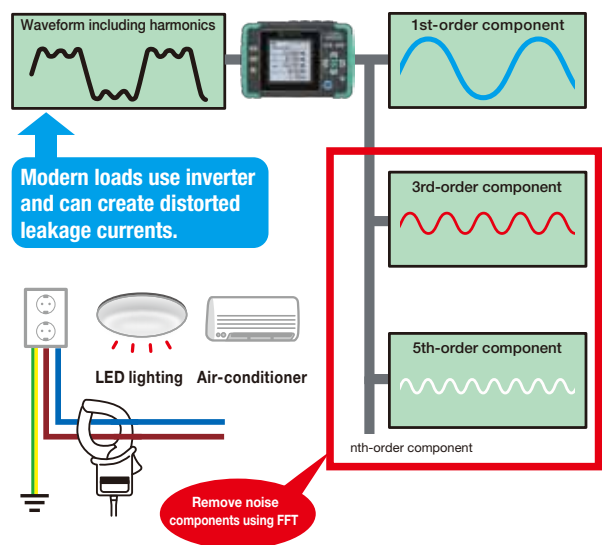 Waveform including harmonics
1st-order component
Modern loads use inverter
and can create distorted
leakage currents.
3rd-order component
5th-order component
LED lighting
Air-conditioner
nth-order component
Remove noise
components using FFT